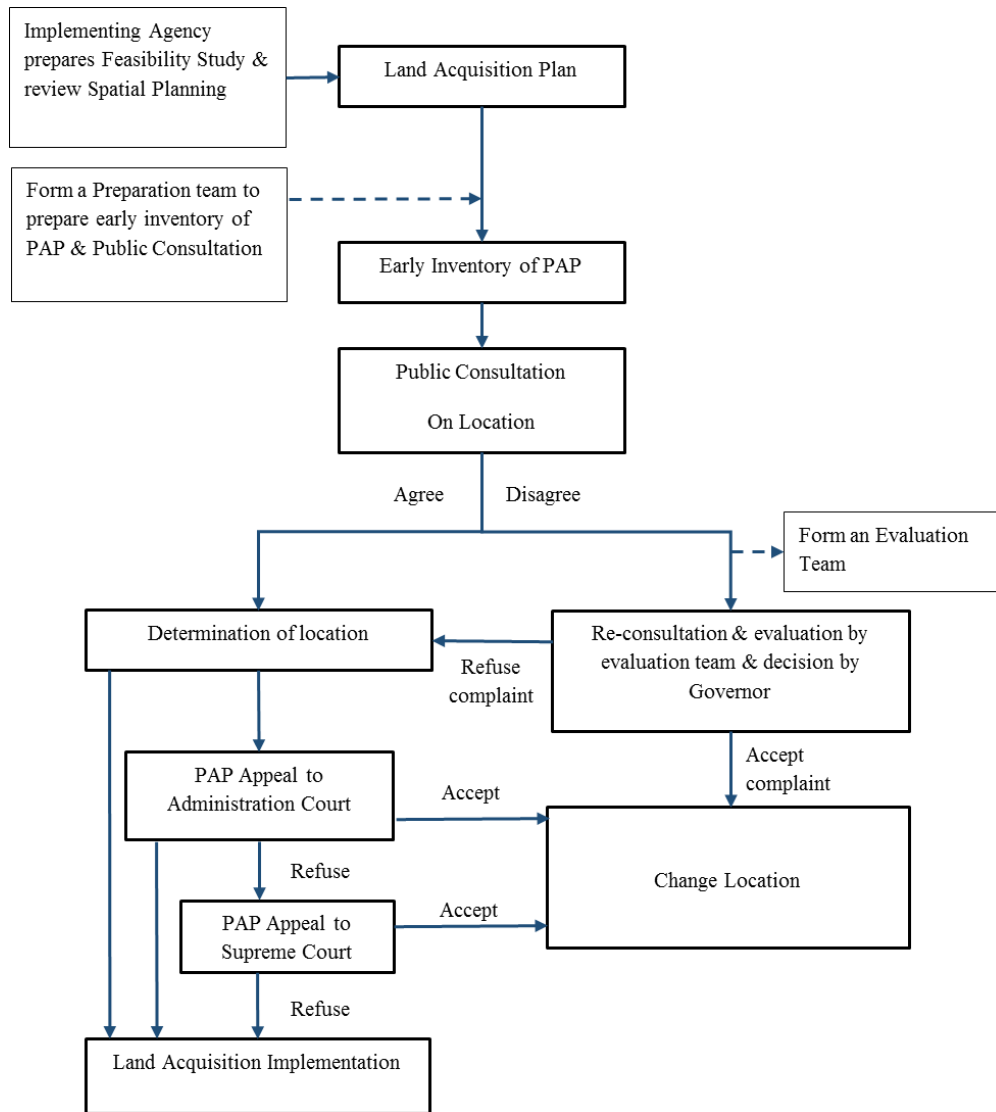 Implementing Agency
prepares Feasibility Study &
review Spatial Planning
Land Acquisition Plan
Form a Preparation team to
prepare early inventory of
PAP & Public Consultation
Early Inventory of PAP
Public Consultation
On Location
Agree
Disagree
Form an Evaluation
Team
Determination of location
Refuse
complaint
Re-consultation & evaluation by
evaluation team & decision by
Governor
Accept
complaint
PAP Appeal to
Administration Court
Accept
Change Location
Refuse
PAP Appeal to
Supreme Court
Accept
Refuse
Land Acquisition Implementation